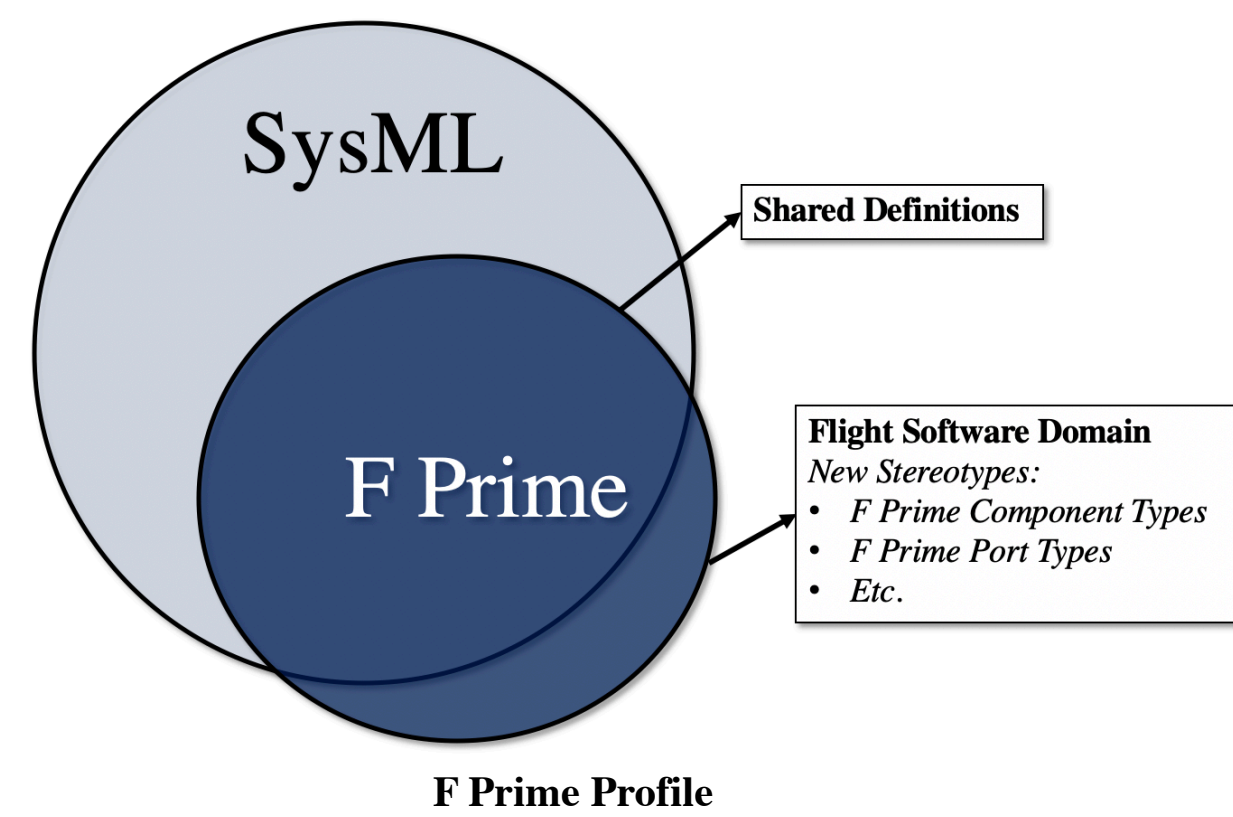 SysML
Shared Definitions
F Prime
Flight Software Domain
New Stereotypes:
• F Prime Component Types
• F Prime Port Types
• Etc.
F Prime Profile